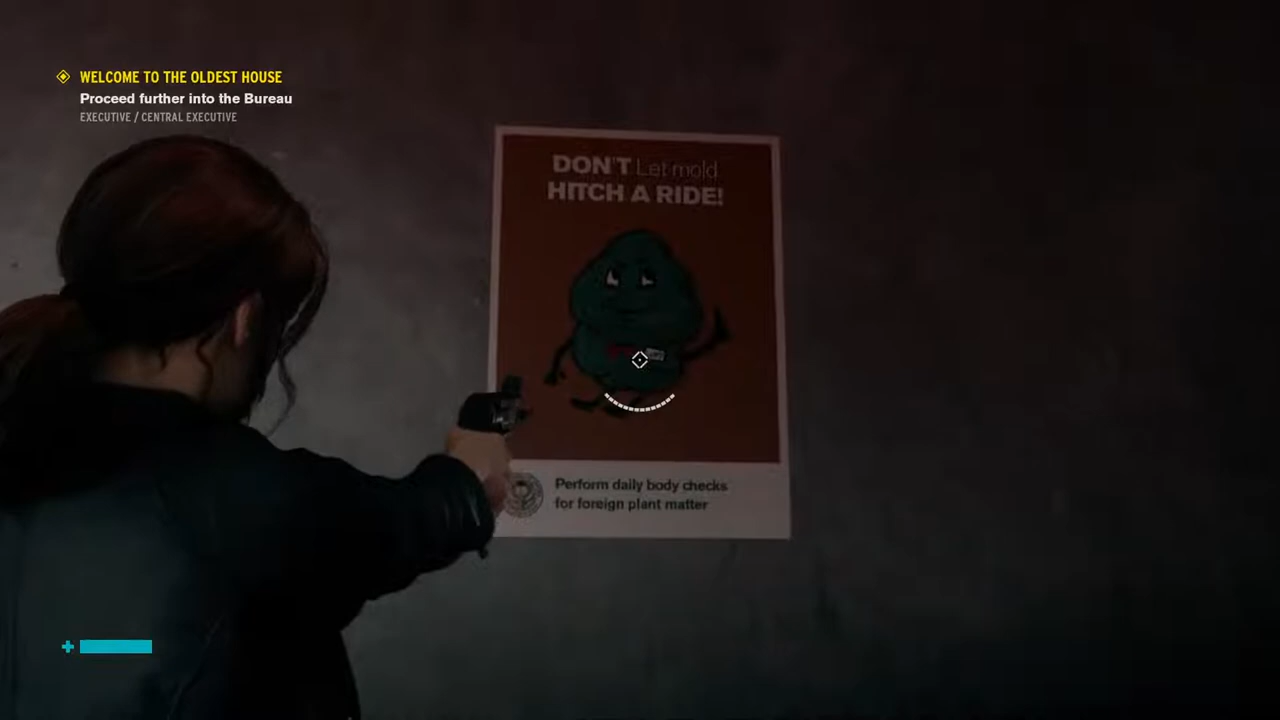 WELCOME TO THE OLDEST HOUSE
Proceed further into the Bureau
EXECUTIVE / CENTRAL EXECUTIVE
DON'T Let mold
HITCH A RIDE!
Perform daily body checks
for foreign plant matter